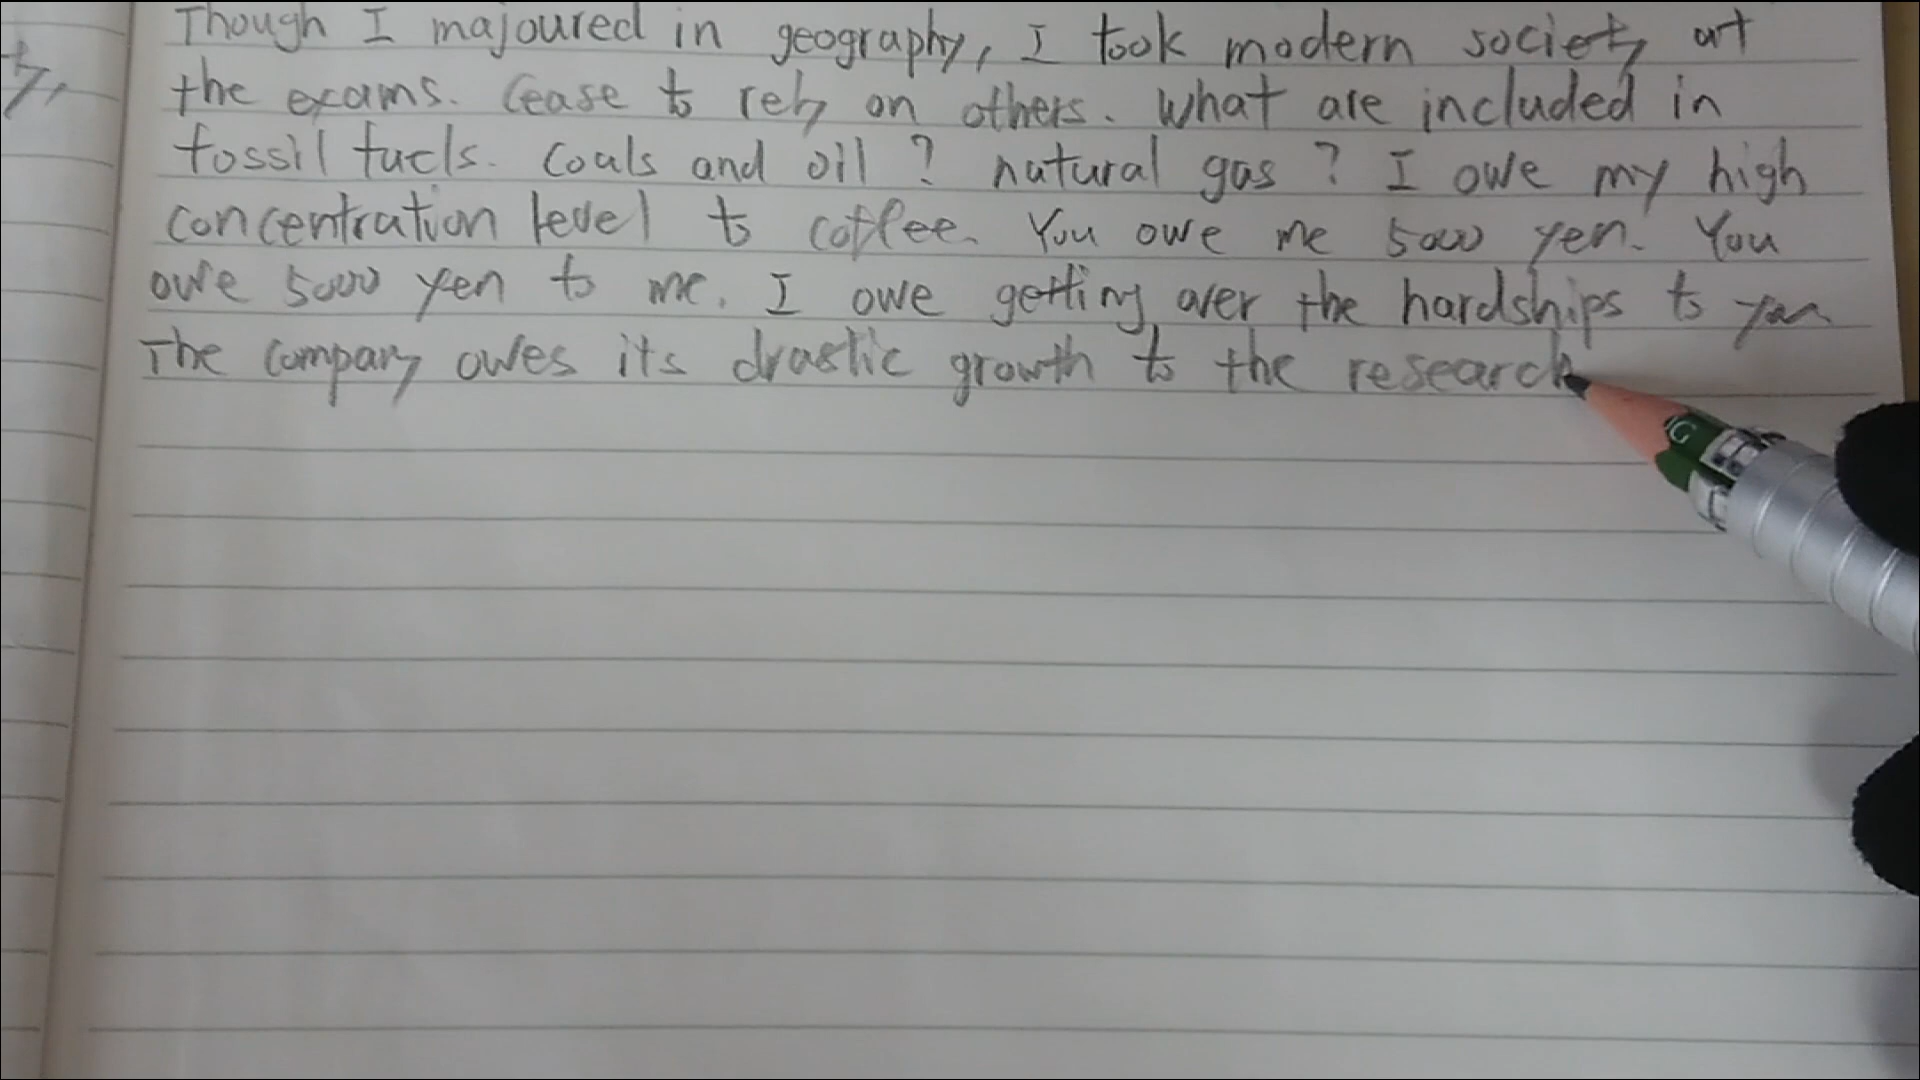 Though I majoured in geography, I took modern society at
the exams. Cease to rely on others. What are included in
fossil fuels. Coals and oil ? natural gas ? I owe my high
concentration level to coffee. You owe me 5000 yen. You
owe 5000 yen to me. I owe getting over the hardships to you
The company owes its drastic growth to the research